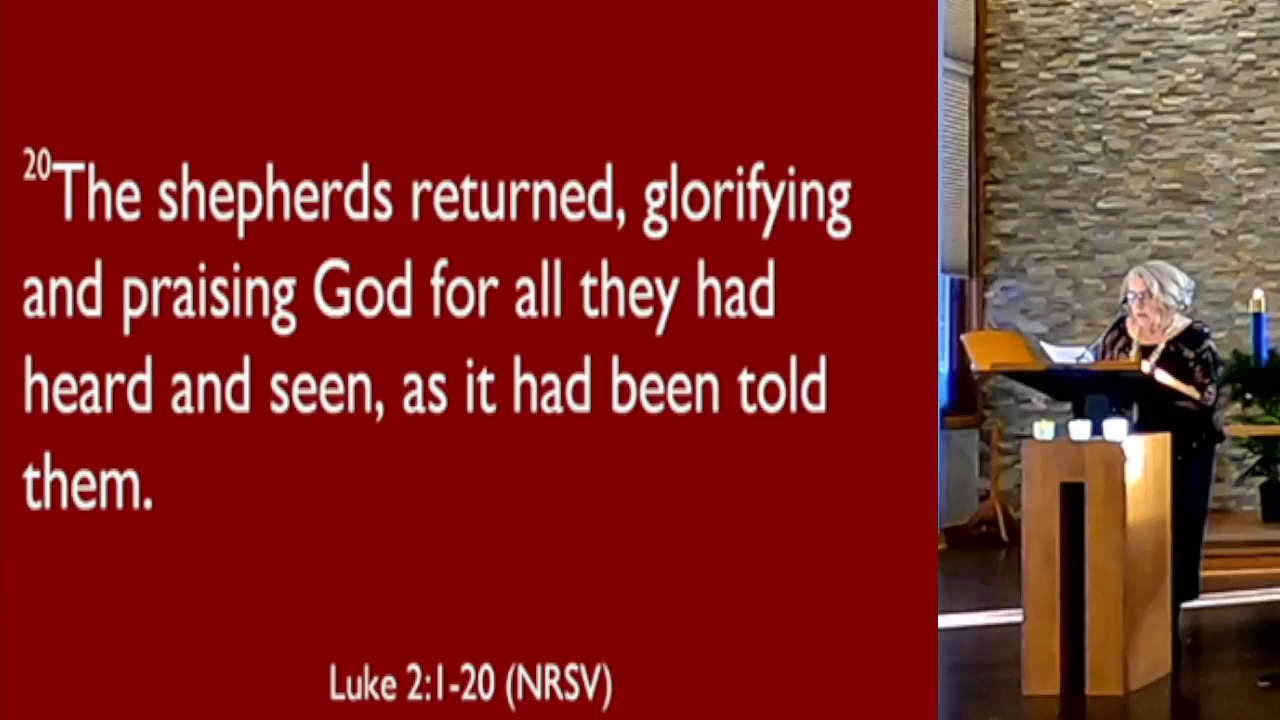 20The shepherds returned, glorifying
and praising God for all they had
heard and seen, as it had been told
them.
Luke 2:1-20 (NRSV)